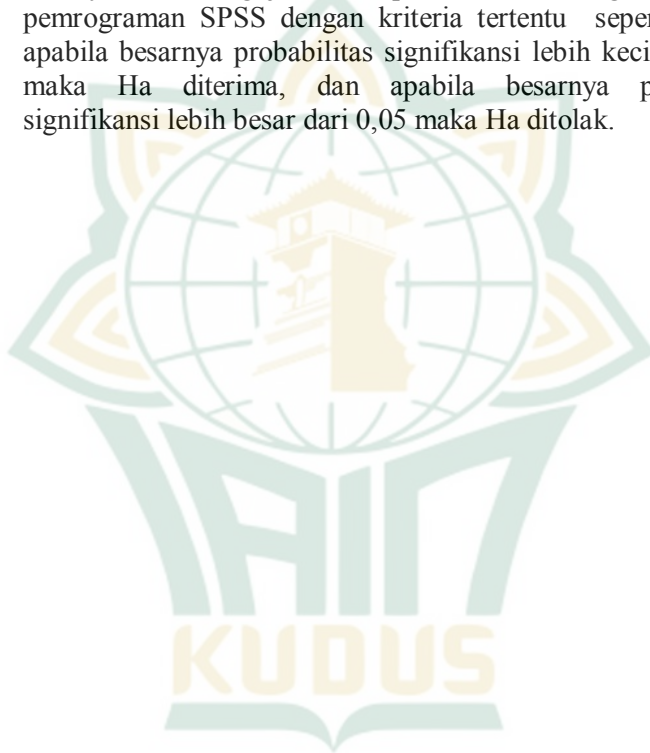 pemrograman SPSS dengan kriteria tertentu
apabila besarnya probabilitas signifikansi lebih
maka Ha diterima, dan apabila besarnya
signifikansi lebih besar dari 0,05 maka Ha ditolak.
IAIN
KUDUS